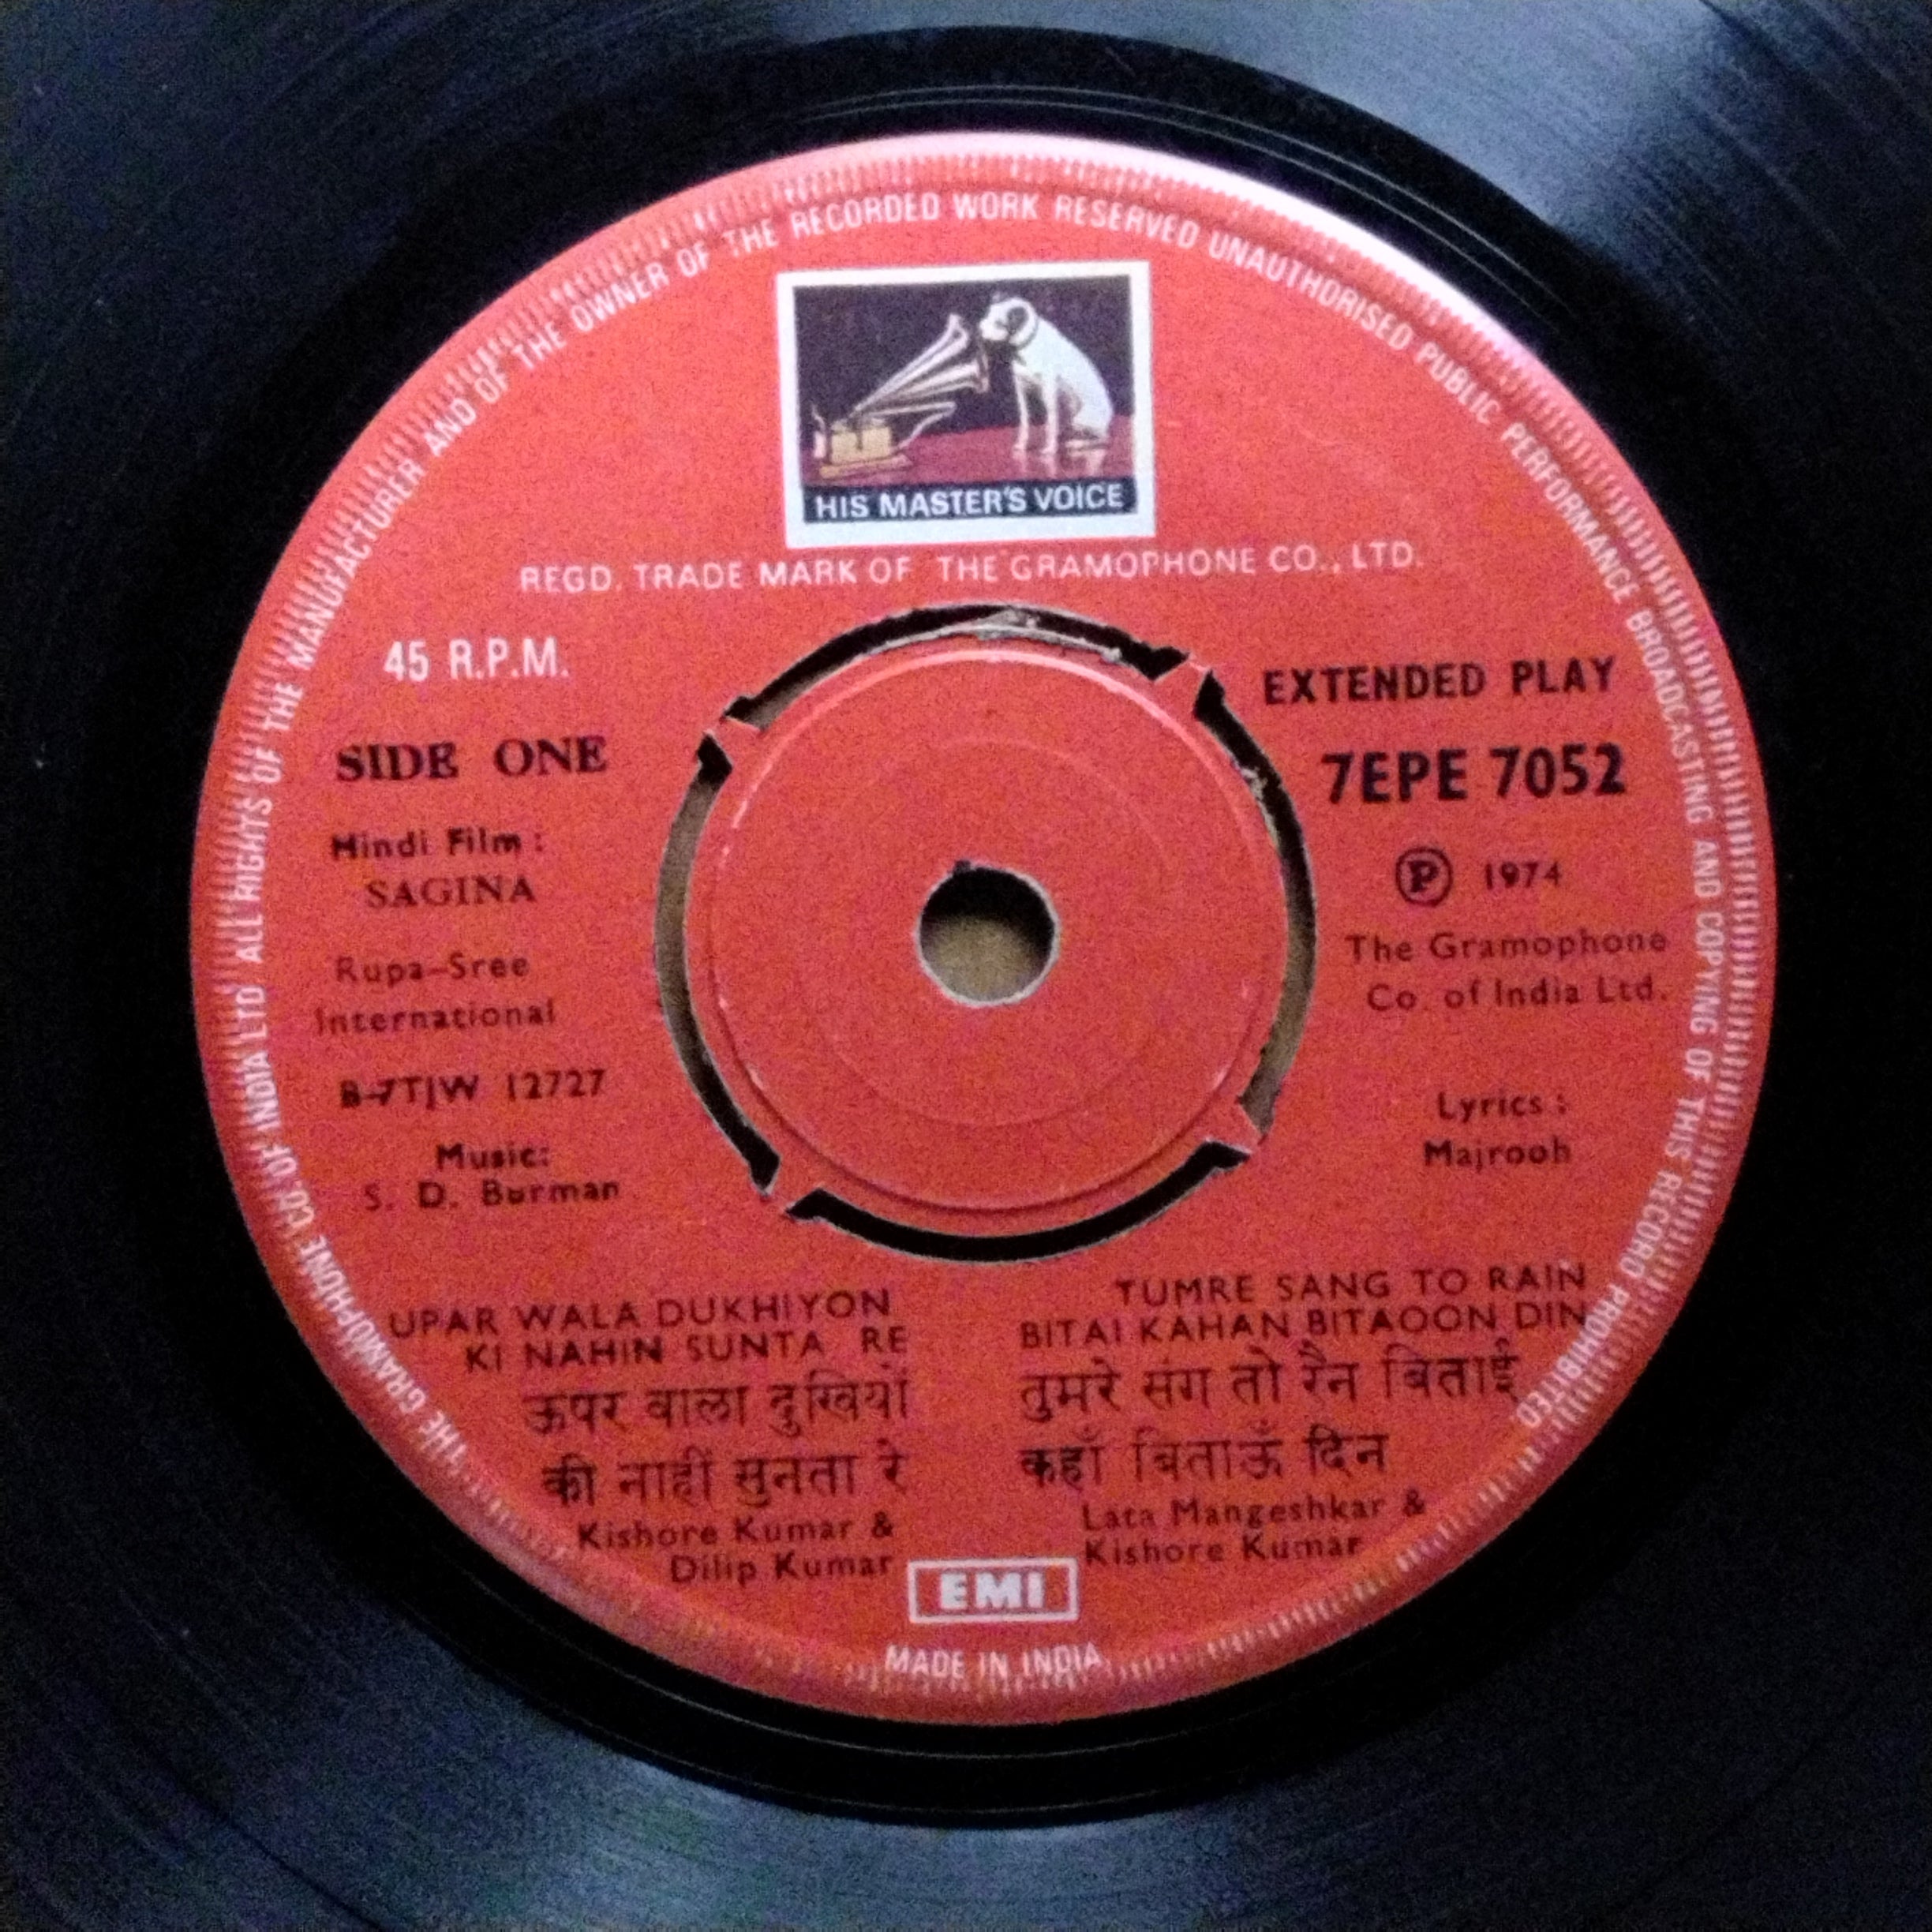 THE GRAMOPHONE CO. OF INDIA LTD. ALL RIGHTS OF THE MANUFACTURER AND OF THE OWNER OF THE RECORDED WORK RESERVED UNAUTHORISED PUBLIC PERFORMANCE BROADCASTING AND COPYING OF THIS RECORD PROHIBITED
HIS MASTER'S VOICE
REGD. TRADE MARK OF THE GRAMOPHONE CO., LTD.
45 R.P.M.
SIDE ONE
Hindi Film :
SAGINA
Rupa-Sree
International
B-7TJW 12727
Music:
S. D. Burman
EXTENDED PLAY
7EPE 7052
Ⓟ 1974
The Gramophone
Co. of India Ltd.
Lyrics :
Majrooh
UPAR WALA DUKHIYON
KI NAHIN SUNTA RE
ऊपर वाला दुखियों
की नाहीं सुनता रे
Kishore Kumar &
Dilip Kumar
TUMRE SANG TO RAIN
BITAI KAHAN BITAOON DIN
तुमरे संग तो रैन बिताई
कहाँ बिताऊँ दिन
Lata Mangeshkar &
Kishore Kumar
EMI
MADE IN INDIA